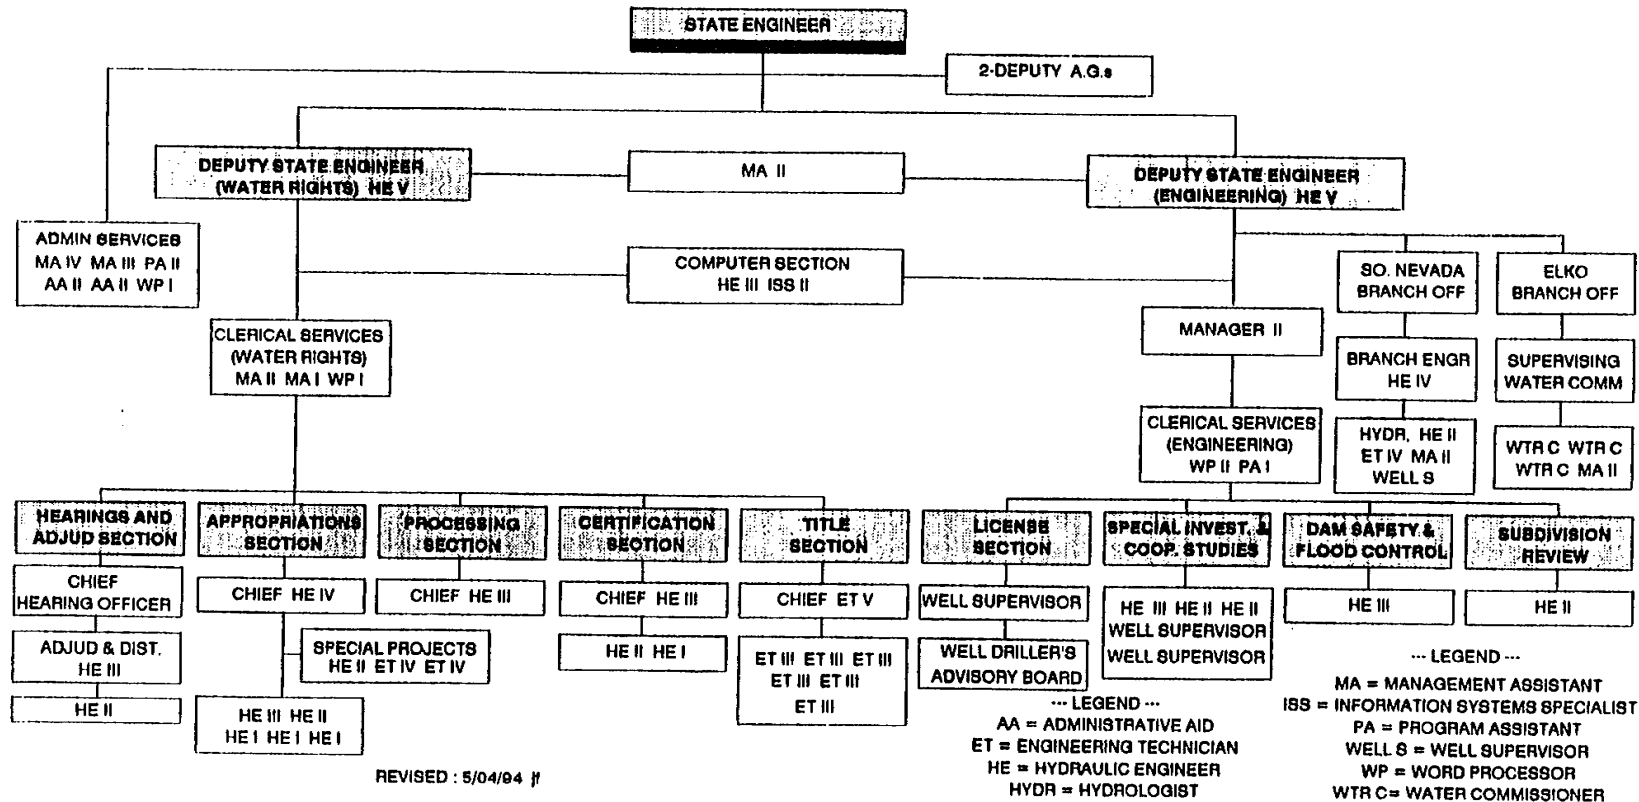 STATE ENGINEER
2-DEPUTY A.G.s
DEPUTY STATE ENGINEER
(WATER RIGHTS) HE V
MA II
DEPUTY STATE ENGINEER
(ENGINEERING) HE V
ADMIN SERVICES
MA IV MA III PA II
AA II AA II WP I
COMPUTER SECTION
HE III ISS II
SO. NEVADA
BRANCH OFF
ELKO
BRANCH OFF
CLERICAL SERVICES
(WATER RIGHTS)
MA II MA I WP I
MANAGER II
BRANCH ENGR
HE IV
SUPERVISING
WATER COMM
CLERICAL SERVICES
(ENGINEERING)
WP II PA I
HYDR, HE II
ET IV MA II
WELL S
WTR C WTR C
WTR C MA II
HEARINGS AND
ADJUD SECTION
APPROPRIATIONS
SECTION
PROCESSING
SECTION
CERTIFICATION
SECTION
TITLE
SECTION
LICENSE
SECTION
SPECIAL INVEST. &
COOP. STUDIES
DAM SAFETY &
FLOOD CONTROL
SUBDIVISION
REVIEW
CHIEF
HEARING OFFICER
CHIEF HE IV
CHIEF HE III
CHIEF HE III
CHIEF ET V
WELL SUPERVISOR
HE III HE II HE II
WELL SUPERVISOR
WELL SUPERVISOR
HE III
HE II
ADJUD & DIST.
HE III
SPECIAL PROJECTS
HE II ET IV ET IV
HE II HE I
ET III ET III ET III
ET III ET III
ET III
WELL DRILLER'S
ADVISORY BOARD
HE II
HE III HE II
HE I HE I HE I
--- LEGEND ---
AA = ADMINISTRATIVE AID
ET = ENGINEERING TECHNICIAN
HE = HYDRAULIC ENGINEER
HYDR = HYDROLOGIST
--- LEGEND ---
MA = MANAGEMENT ASSISTANT
ISS = INFORMATION SYSTEMS SPECIALIST
PA = PROGRAM ASSISTANT
WELL S = WELL SUPERVISOR
WP = WORD PROCESSOR
WTR C= WATER COMMISSIONER
REVISED : 5/04/94